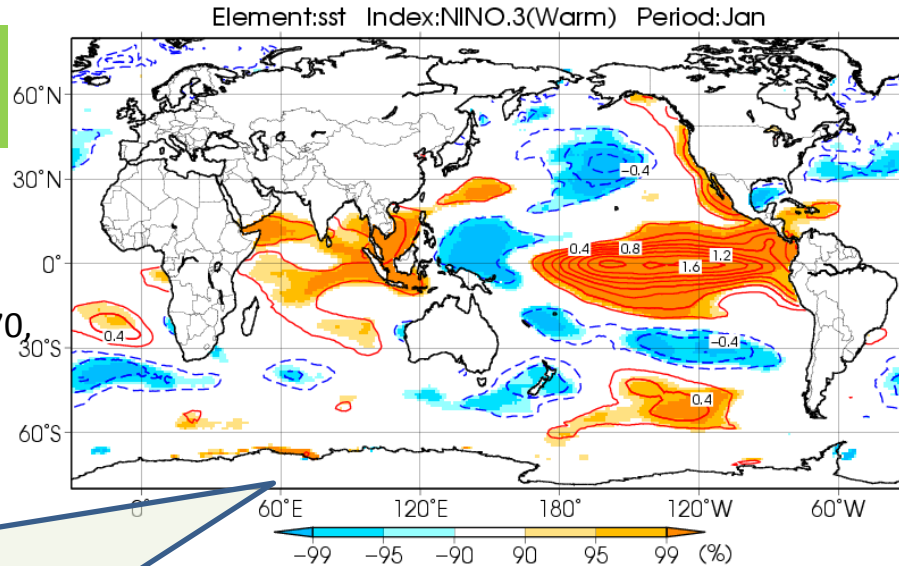 Element:sst Index:NINO.3(Warm) Period:Jan
60°N
30°N
−0.4
0.4 0.8 1.2
0°
1.6
70,
0.4
30°S
−0.4
0.4
60°S
0° 60°E 120°E 180° 120°W 60°W
−99 −95 −90 90 95 99 (%)